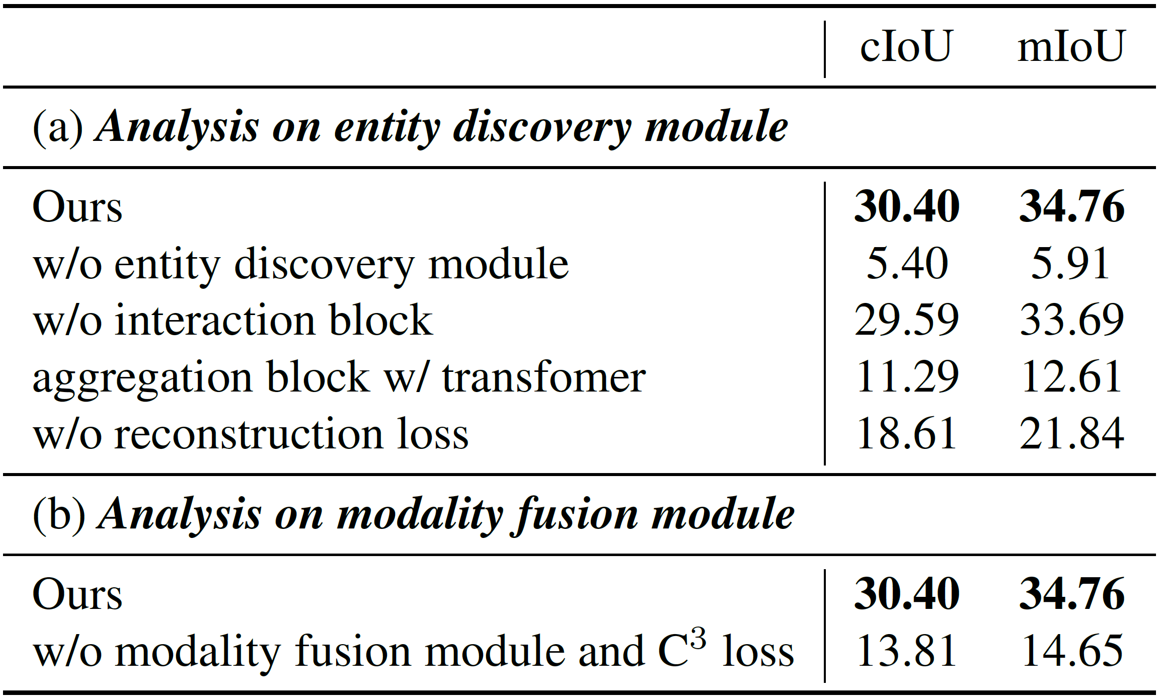 cIoU mIoU
(a) Analysis on entity discovery module
Ours 30.40 34.76
w/o entity discovery module 5.40 5.91
w/o interaction block 29.59 33.69
aggregation block w/ transfomer 11.29 12.61
w/o reconstruction loss 18.61 21.84
(b) Analysis on modality fusion module
Ours 30.40 34.76
w/o modality fusion module and C³ loss 13.81 14.65